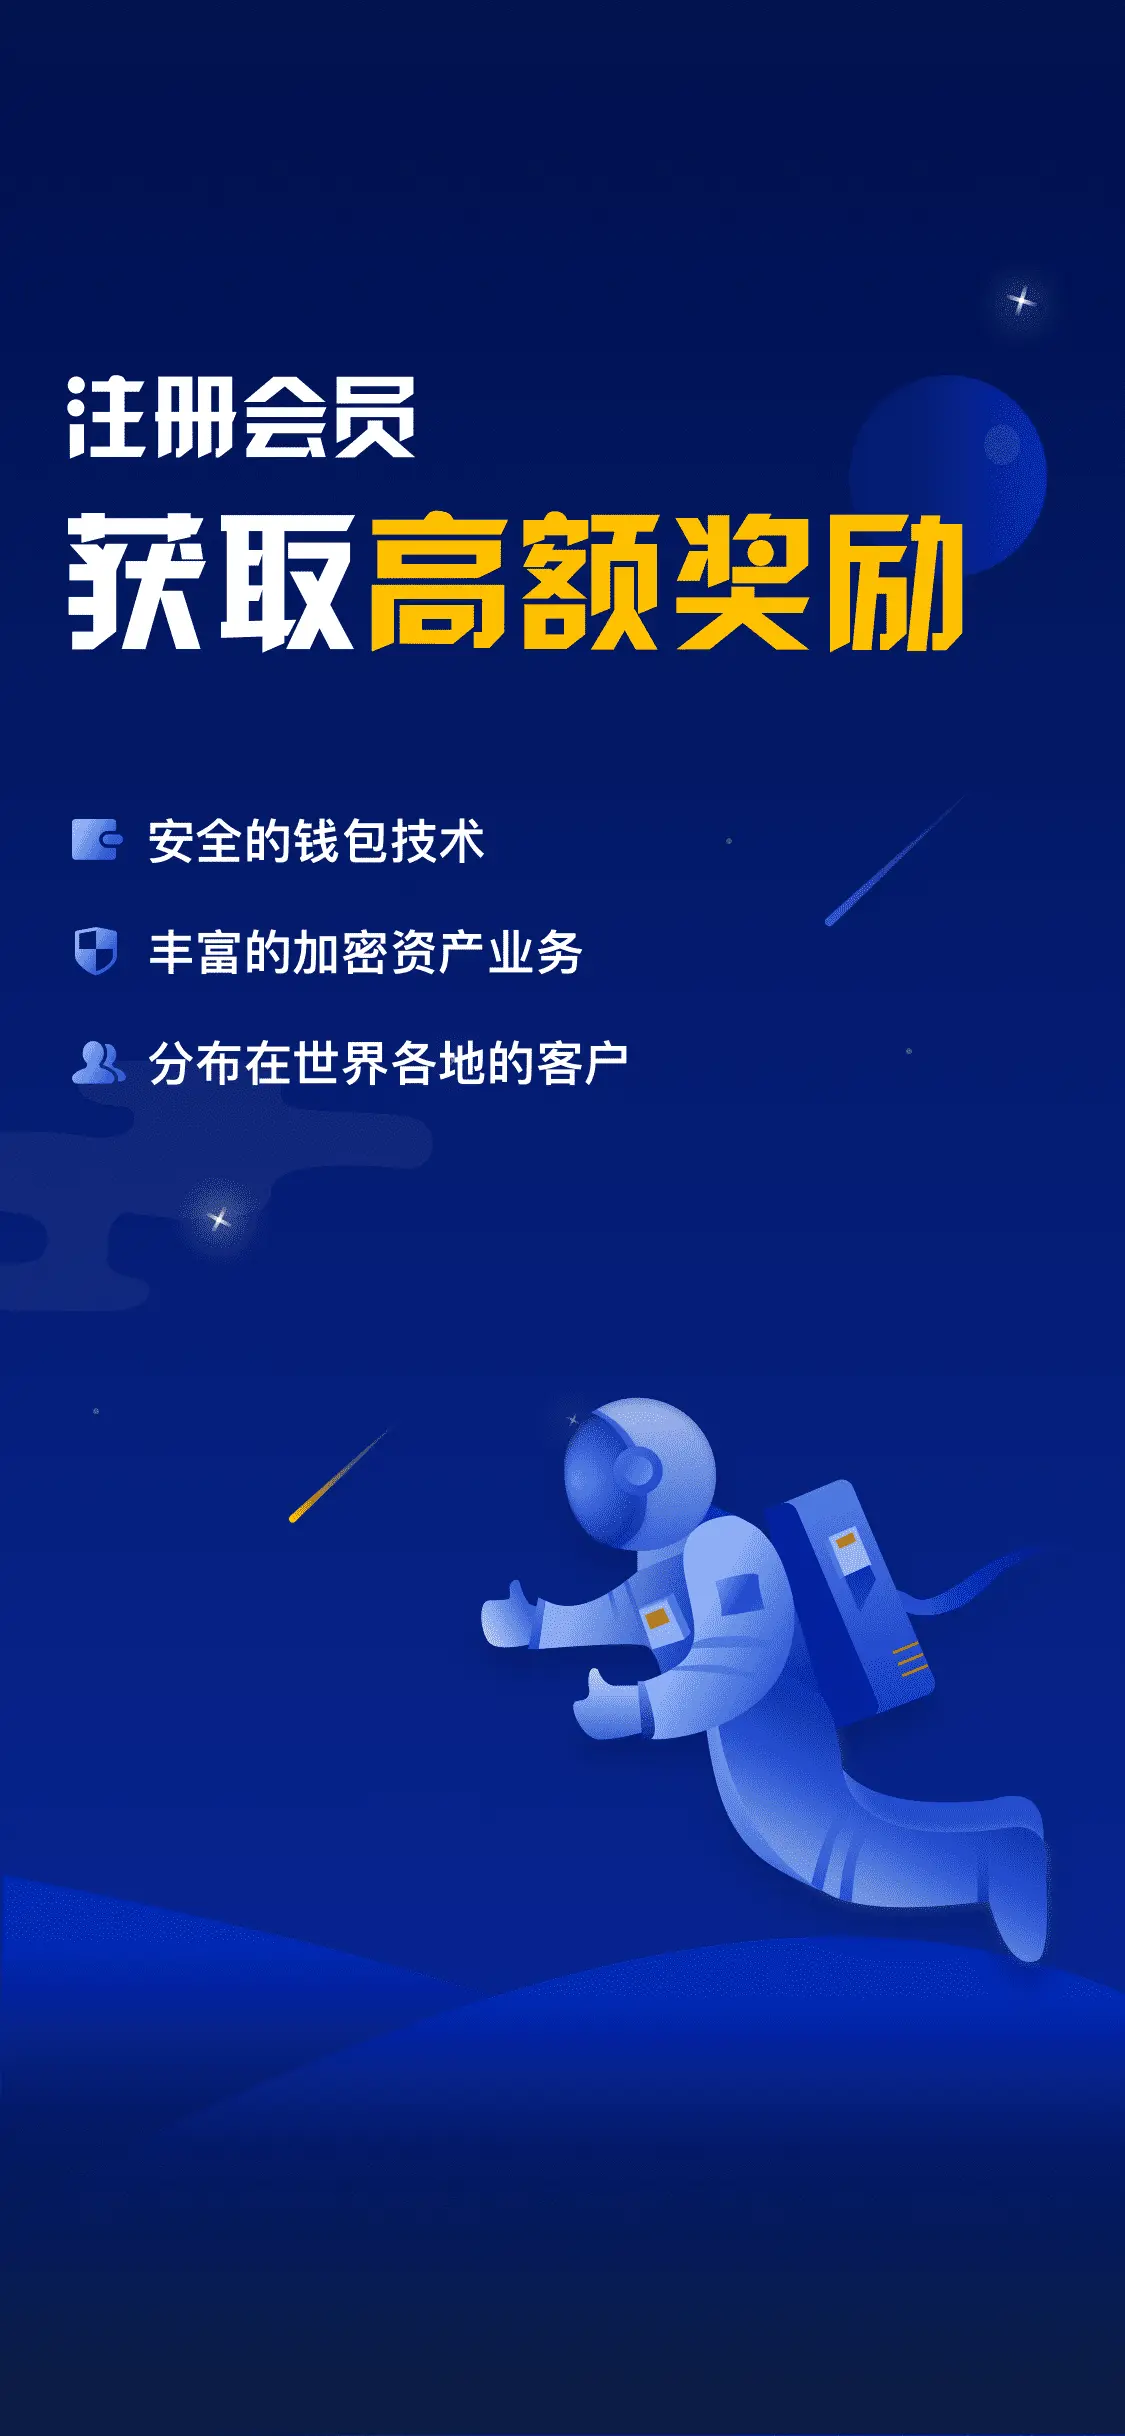 注册会员
获取高额奖励
安全的钱包技术
丰富的加密资产业务
分布在世界各地的客户